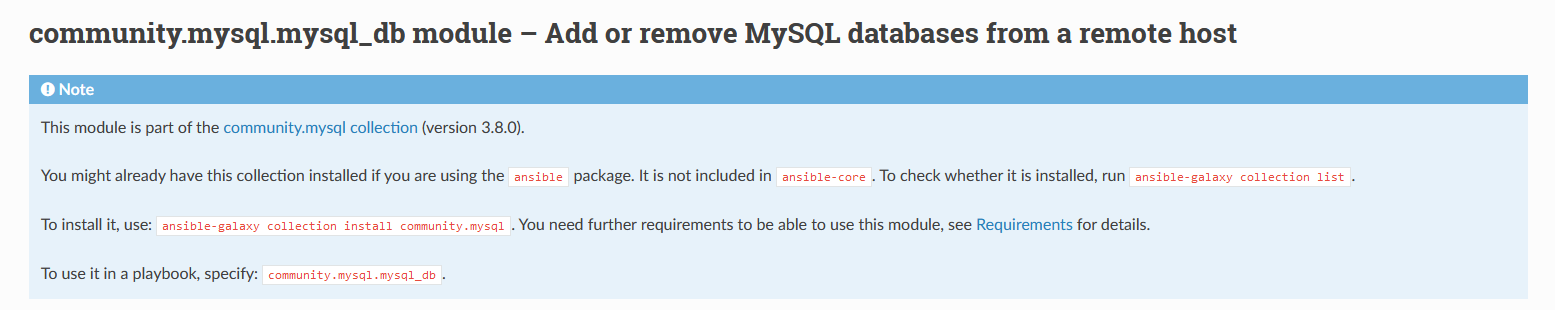 community.mysql.mysql_db module – Add or remove MySQL databases from a remote host
Note
This module is part of the community.mysql collection (version 3.8.0).
You might already have this collection installed if you are using the ansible package. It is not included in ansible-core. To check whether it is installed, run ansible-galaxy collection list.
To install it, use: ansible-galaxy collection install community.mysql. You need further requirements to be able to use this module, see Requirements for details.
To use it in a playbook, specify: community.mysql.mysql_db.